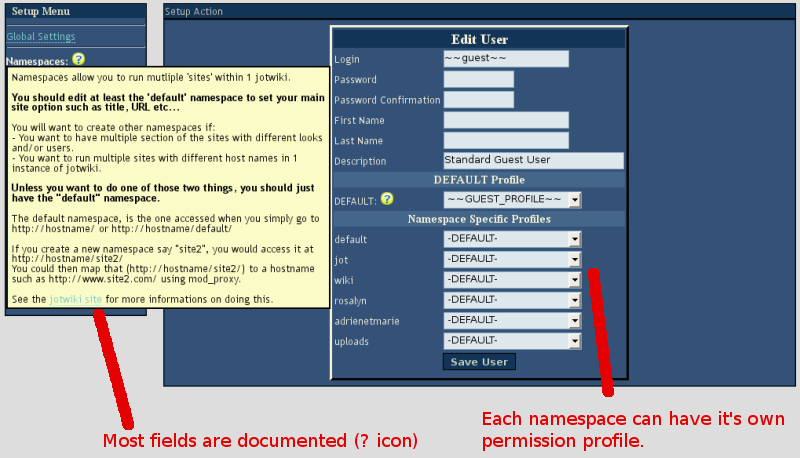 Setup Menu
Global Settings
Namespaces: ?
Namespaces allow you to run mutliple 'sites' within 1 jotwiki.
You should edit at least the 'default' namespace to set your main
site option such as title, URL etc...
You will want to create other namespaces if:
- You want to have multiple section of the sites with different looks
and/or users.
- You want to run multiple sites with different host names in 1
instance of jotwiki.
Unless you want to do one of those two things, you should just
have the "default" namespace.
The default namespace, is the one accessed when you simply go to
http://hostname/ or http://hostname/default/
If you create a new namespace say "site2", you would access it at
http://hostname/site2/
You could then map that (http://hostname/site2/) to a hostname
such as http://www.site2.com/ using mod_proxy.
See the jotwiki site for more informations on doing this.
Setup Action
Edit User
Login ~~guest~~
Password
Password Confirmation
First Name
Last Name
Description Standard Guest User
DEFAULT Profile
DEFAULT: ? ~~GUEST_PROFILE~~
Namespace Specific Profiles
default -DEFAULT-
jot -DEFAULT-
wiki -DEFAULT-
rosalyn -DEFAULT-
adrienetmarie -DEFAULT-
uploads -DEFAULT-
Save User
Most fields are documented (? icon)
Each namespace can have it's own
permission profile.